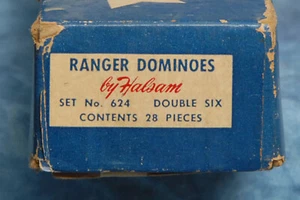 RANGER DOMINOES
by Halsam
SET No. 624 DOUBLE SIX
CONTENTS 28 PIECES